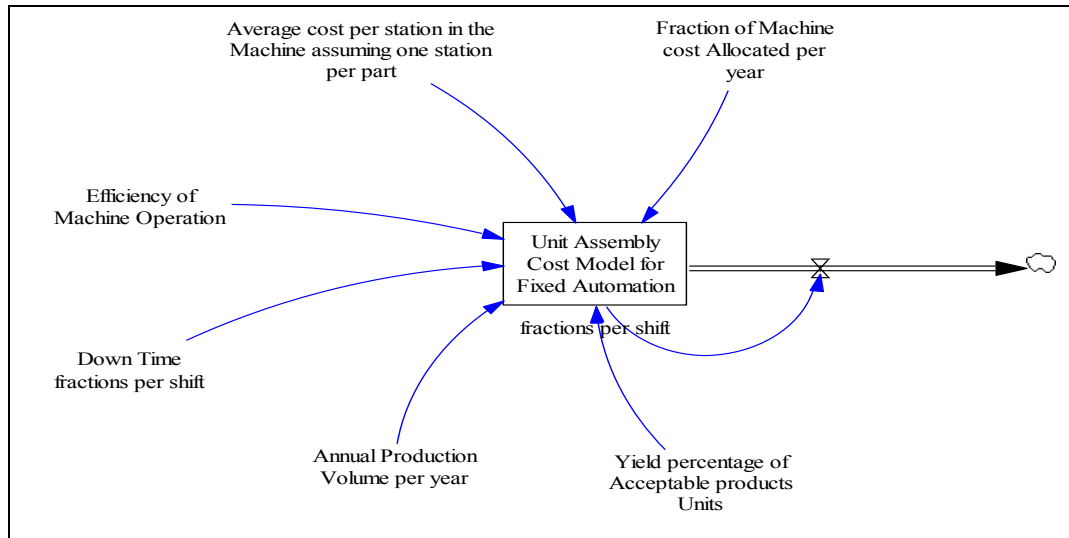 Average cost per station in the
Machine assuming one station
per part
Fraction of Machine
cost Allocated per
year
Efficiency of
Machine Operation
Unit Assembly
Cost Model for
Fixed Automation
fractions per shift
Down Time
fractions per shift
Annual Production
Volume per year
Yield percentage of
Acceptable products
Units